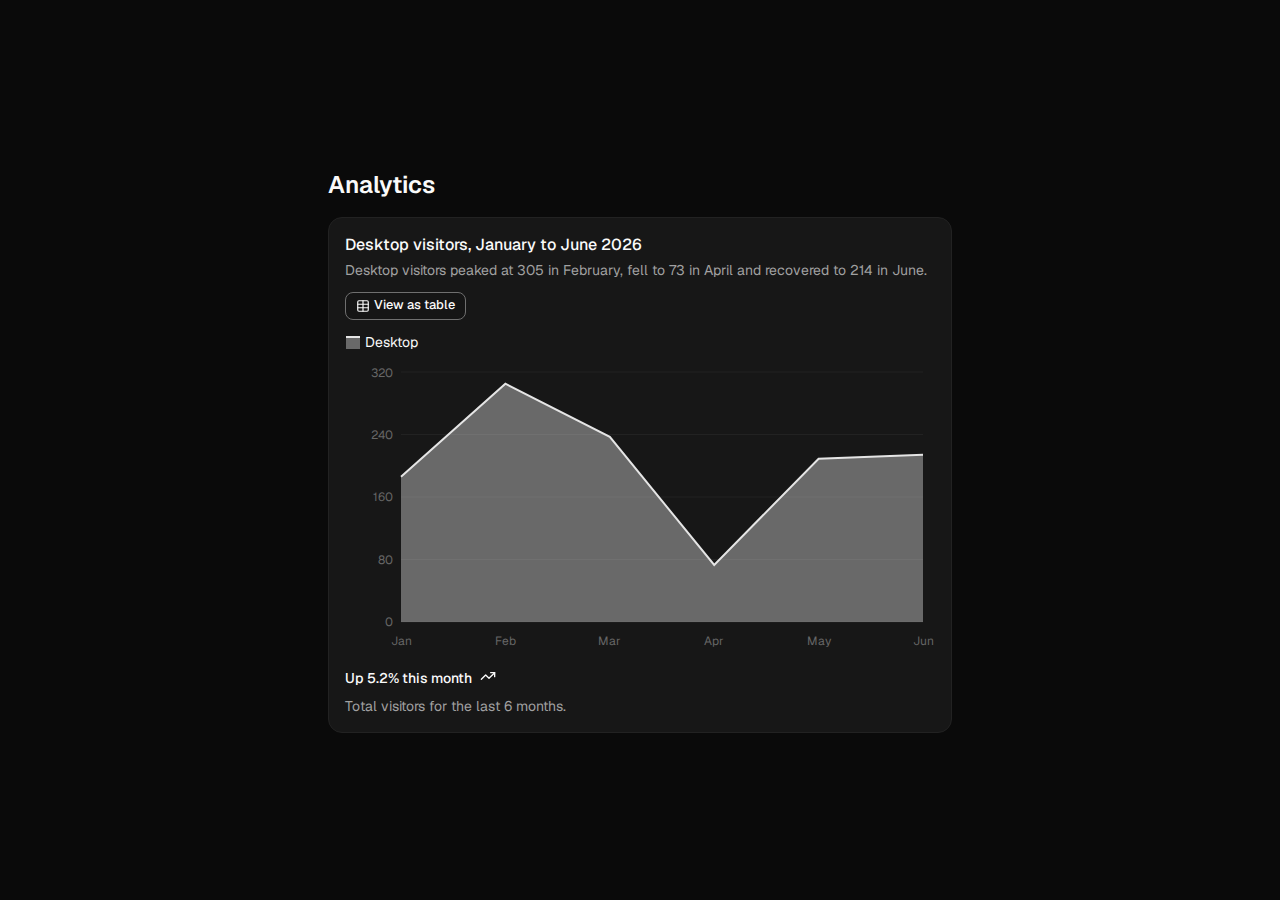 Analytics
Desktop visitors, January to June 2026
Desktop visitors peaked at 305 in February, fell to 73 in April and recovered to 214 in June.
View as table
Desktop
320
240
160
80
0
Jan Feb Mar Apr May Jun
Up 5.2% this month
Total visitors for the last 6 months.